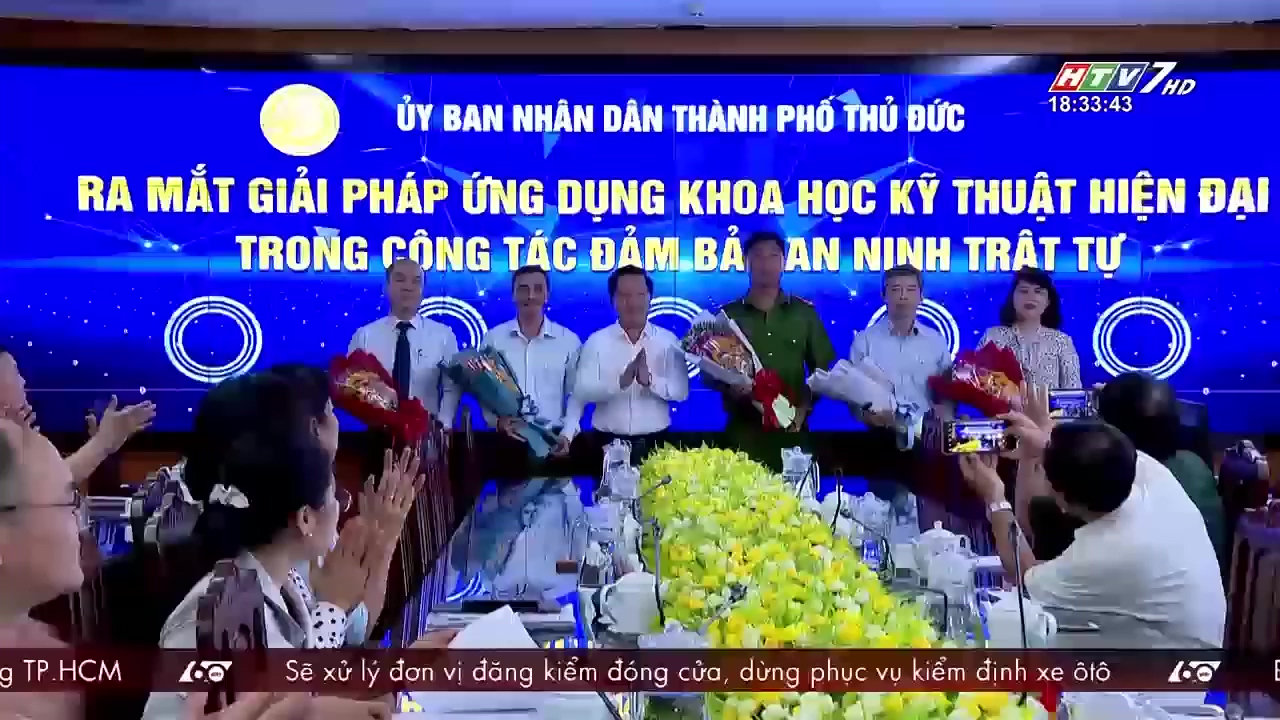 HTV7 HD
18:33:43
ỦY BAN NHÂN DÂN THÀNH PHỐ THỦ ĐỨC
RA MẮT GIẢI PHÁP ỨNG DỤNG KHOA HỌC KỸ THUẬT HIỆN ĐẠI
TRONG CÔNG TÁC ĐẢM BẢ AN NINH TRẬT TỰ
g TP.HCM 60 Sẽ xử lý đơn vị đăng kiểm đóng cửa, dừng phục vụ kiểm định xe ôtô 60